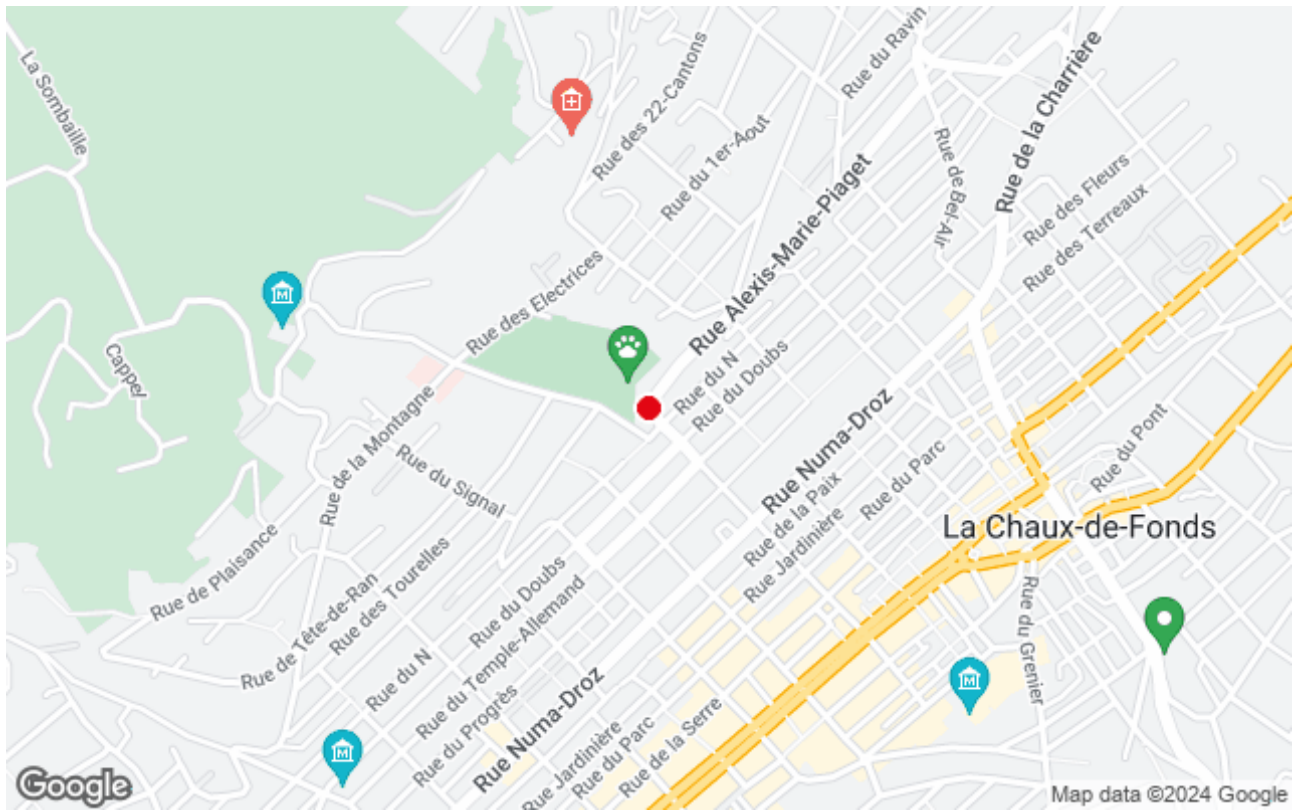 La Sombaille
Rue des 22-Cantons
Rue du Ravin
Rue de la Charrière
Rue du 1er-Aout
Rue Alexis-Marie-Piaget
Rue de Bel-Air
Rue des Fleurs
Rue des Terreaux
Rue des Electrices
Cappel
Rue du N
Rue du Doubs
Rue de la Montagne
Rue Numa-Droz
Rue du Signal
Rue du Parc
Rue du Pont
Rue de la Paix
La Chaux-de-Fonds
Rue Jardinière
Rue de Plaisance
Rue des Tourelles
Rue de Tête-de-Ran
Rue du Doubs
Rue du N
Rue du Temple-Allemand
Rue du Grenier
Rue du Progrès
Rue Numa-Droz
Rue Jardinière
Rue du Parc
Rue de la Serre
M
M
M
Google
Map data ©2024 Google